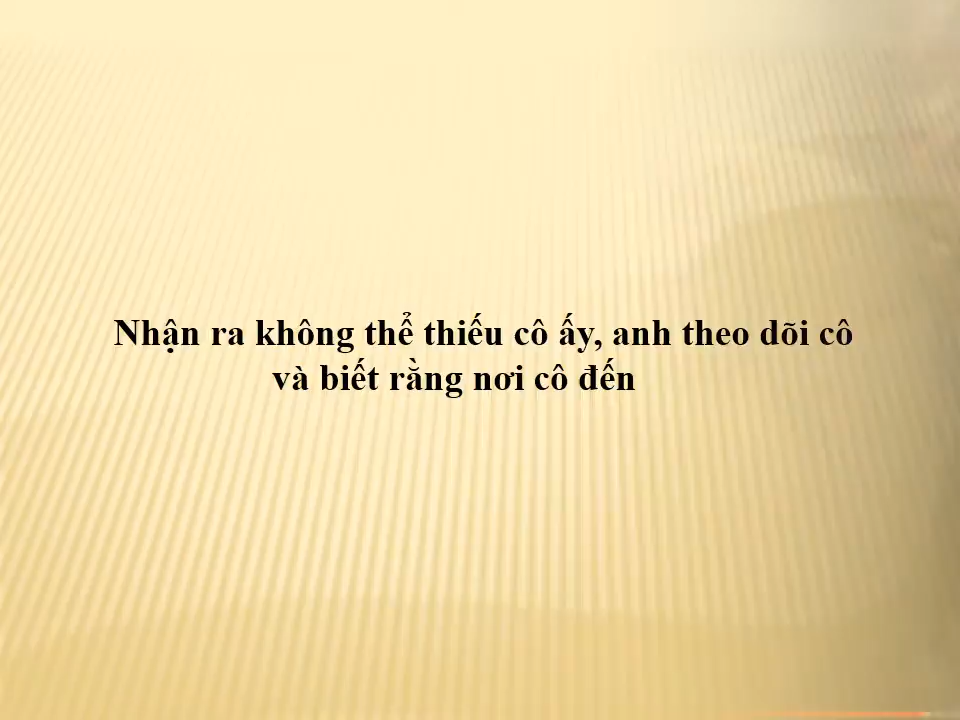 Nhận ra không thể thiếu cô ấy, anh theo dõi cô
và biết rằng nơi cô đến